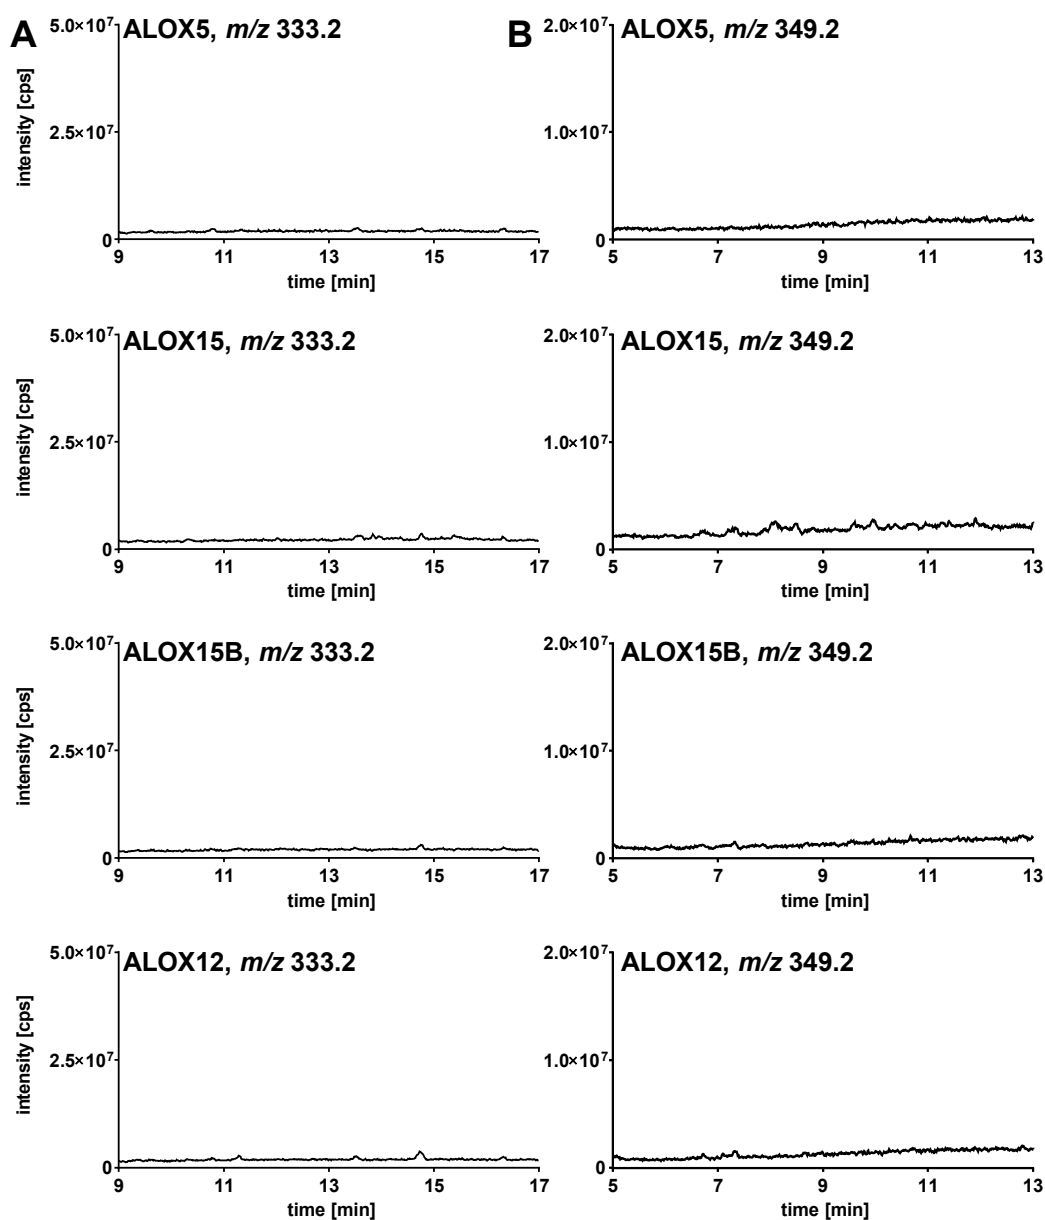 A
ALOX5, m/z 333.2
5.0×10⁷
2.5×10⁷
0
intensity [cps]
9 11 13 15 17
time [min]
B
ALOX5, m/z 349.2
2.0×10⁷
1.0×10⁷
0
5 7 9 11 13
time [min]
ALOX15, m/z 333.2
5.0×10⁷
2.5×10⁷
0
intensity [cps]
9 11 13 15 17
time [min]
ALOX15, m/z 349.2
2.0×10⁷
1.0×10⁷
0
5 7 9 11 13
time [min]
ALOX15B, m/z 333.2
5.0×10⁷
2.5×10⁷
0
intensity [cps]
9 11 13 15 17
time [min]
ALOX15B, m/z 349.2
2.0×10⁷
1.0×10⁷
0
5 7 9 11 13
time [min]
ALOX12, m/z 333.2
5.0×10⁷
2.5×10⁷
0
intensity [cps]
9 11 13 15 17
time [min]
ALOX12, m/z 349.2
2.0×10⁷
1.0×10⁷
0
5 7 9 11 13
time [min]